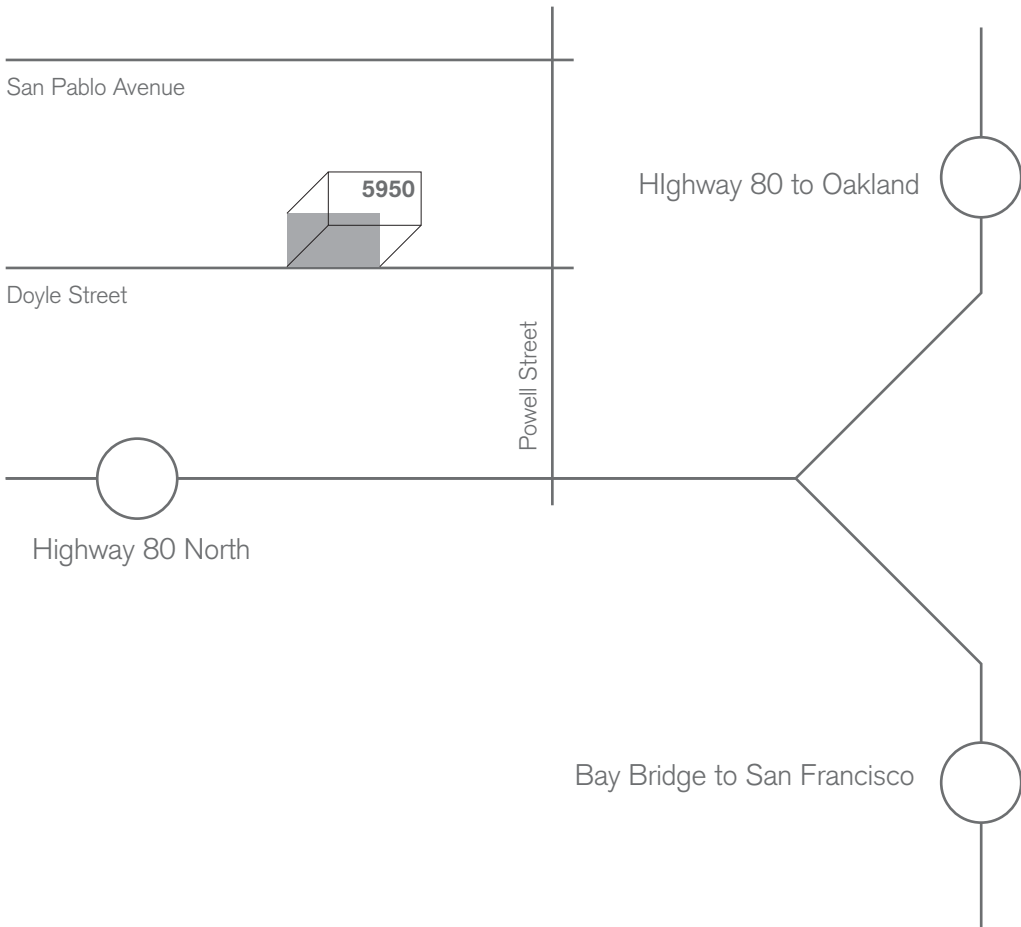 San Pablo Avenue
5950
HIghway 80 to Oakland
Doyle Street
Powell Street
Highway 80 North
Bay Bridge to San Francisco